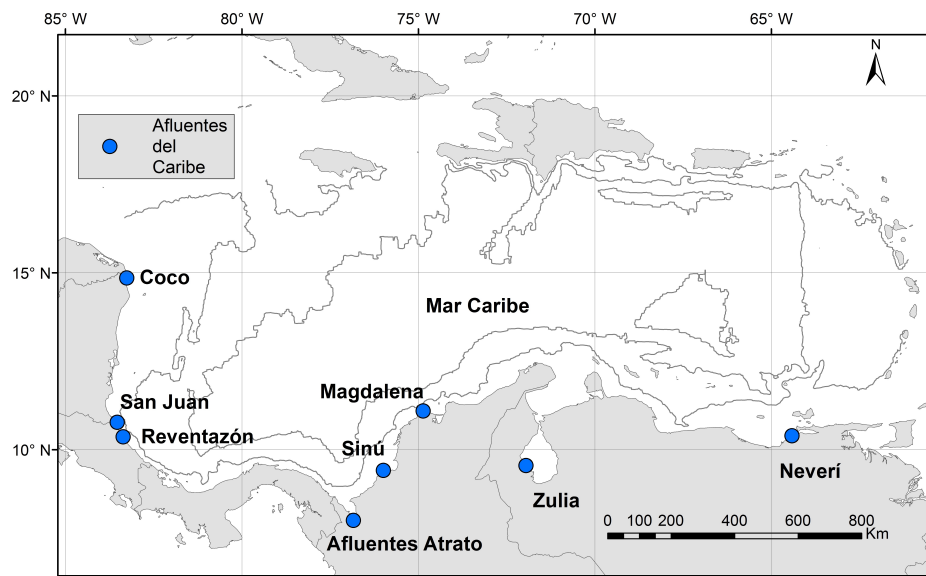 85° W 80° W 75° W 70° W 65° W
N
20° N
Afluentes
del
Caribe
15° N
Coco
Mar Caribe
Magdalena
San Juan
Reventazón
Sinú
10° N
Neverí
Zulia
0 100 200 400 600 800
Km
Afluentes Atrato